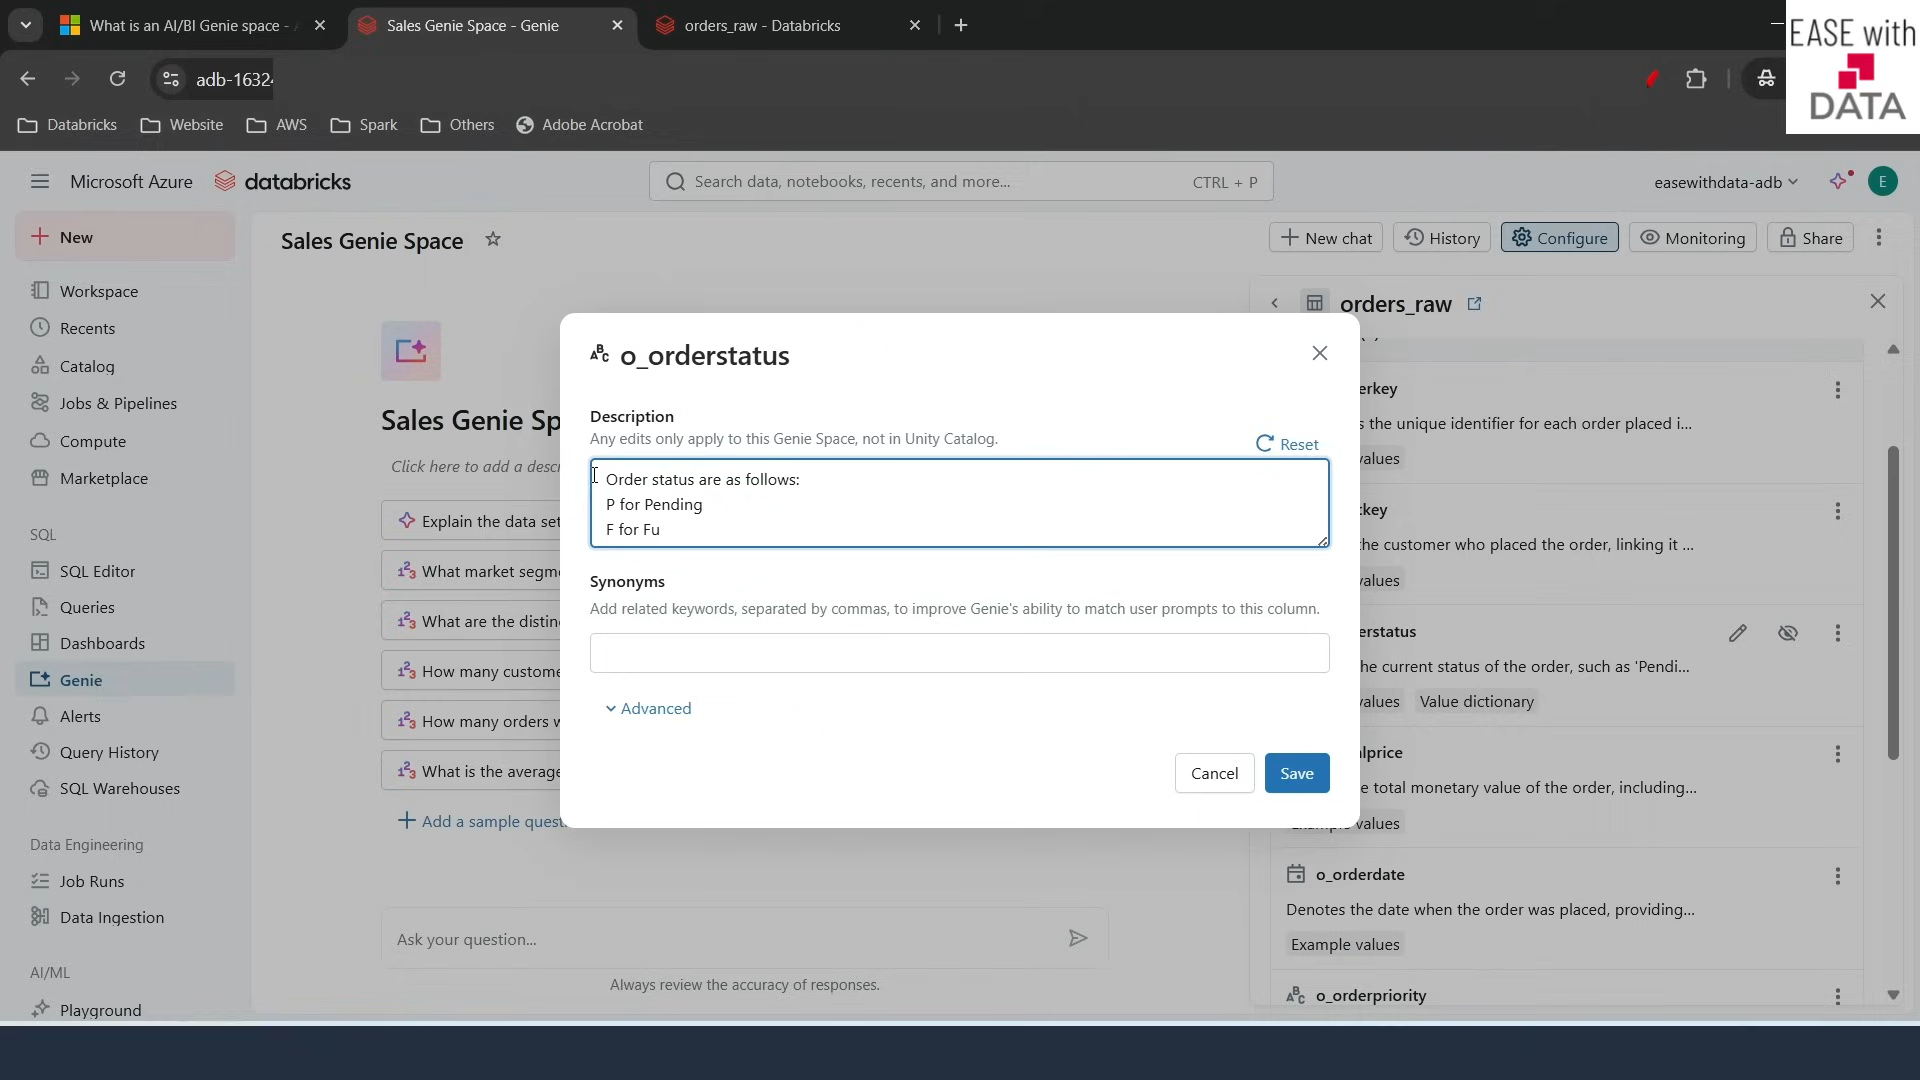 What is an AI/BI Genie space -
Sales Genie Space - Genie
orders_raw - Databricks
EASE with
DATA
adb-16324
Databricks
Website
AWS
Spark
Others
Adobe Acrobat
Microsoft Azure
databricks
Search data, notebooks, recents, and more...
CTRL + P
easewithdata-adb
E
New
Sales Genie Space
New chat
History
Configure
Monitoring
Share
Workspace
Recents
Catalog
Jobs & Pipelines
Compute
Marketplace
SQL
SQL Editor
Queries
Dashboards
Genie
Alerts
Query History
SQL Warehouses
Data Engineering
Job Runs
Data Ingestion
AI/ML
Playground
Sales Genie Sp
Click here to add a descr
Explain the data set
What market segme
What are the distinc
How many custome
How many orders w
What is the average
Add a sample quest
Ask your question...
Always review the accuracy of responses.
o_orderstatus
Description
Any edits only apply to this Genie Space, not in Unity Catalog.
Reset
Order status are as follows:
P for Pending
F for Fu
Synonyms
Add related keywords, separated by commas, to improve Genie's ability to match user prompts to this column.
Advanced
Cancel
Save
orders_raw
erkey
s the unique identifier for each order placed i...
values
tkey
the customer who placed the order, linking it ...
values
erstatus
he current status of the order, such as 'Pendi...
values
Value dictionary
alprice
e total monetary value of the order, including...
Example values
o_orderdate
Denotes the date when the order was placed, providing...
Example values
o_orderpriority